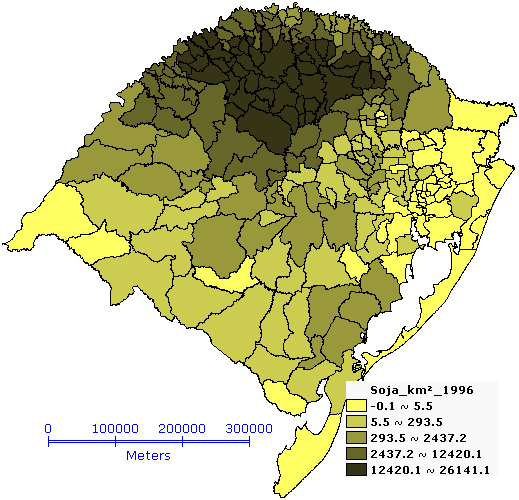 Soja_km²_1996
-0.1 ~ 5.5
5.5 ~ 293.5
293.5 ~ 2437.2
2437.2 ~ 12420.1
12420.1 ~ 26141.1
0 100000 200000 300000
Meters